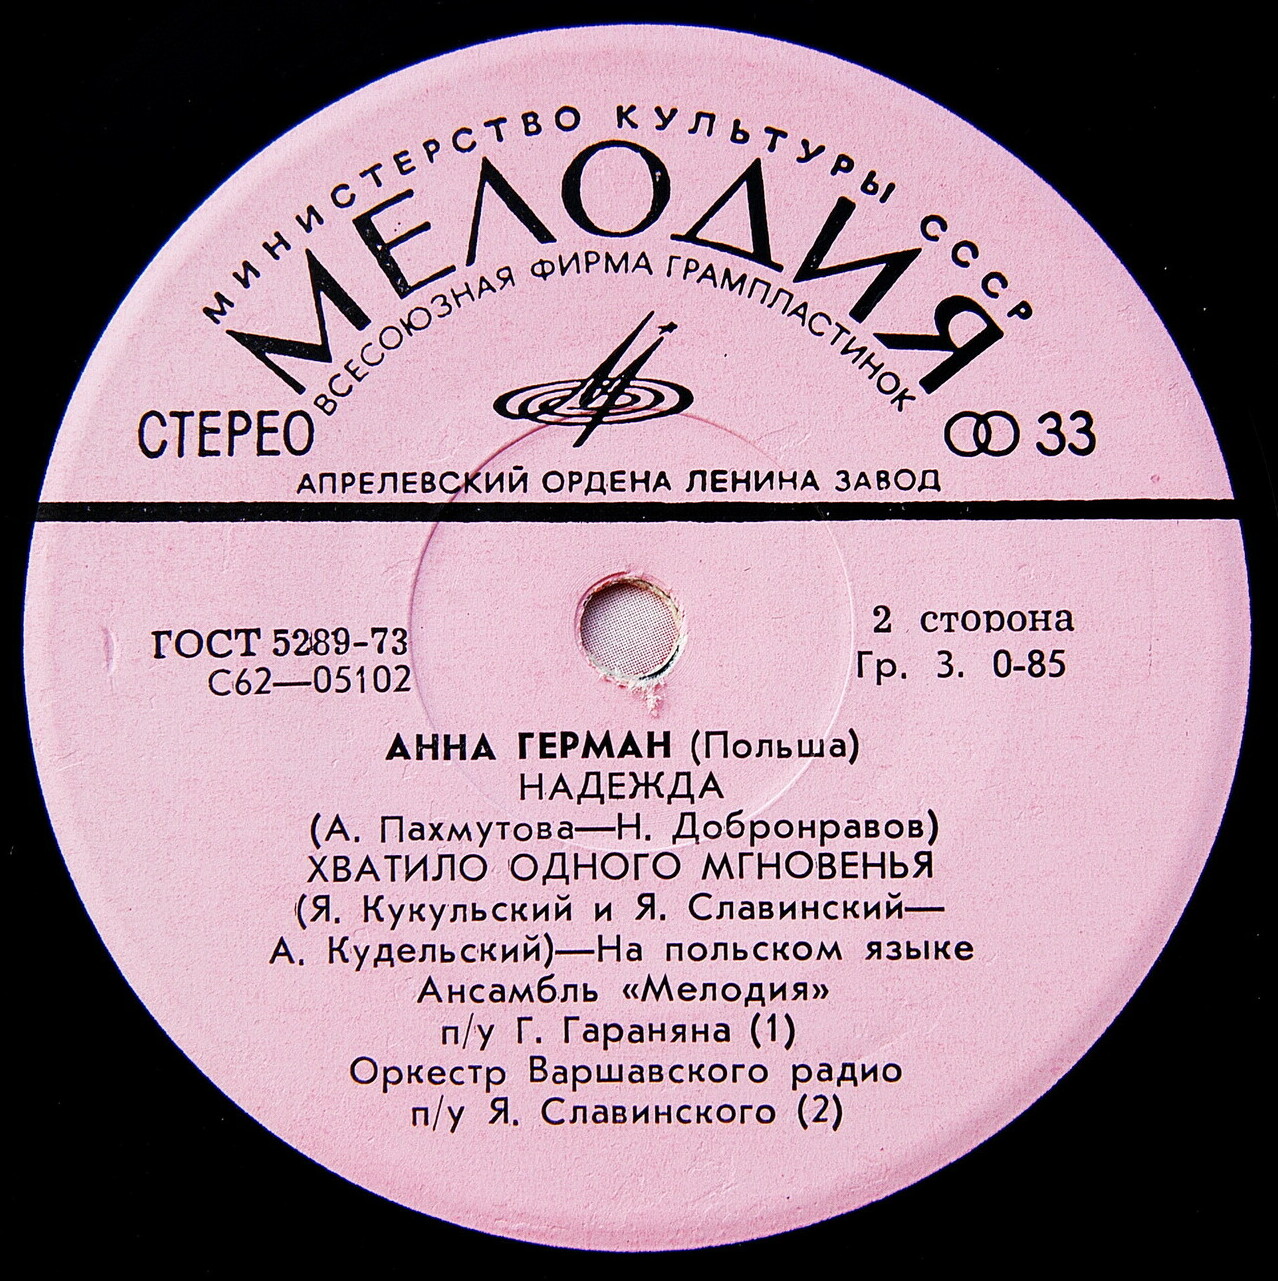 МИНИСТЕРСТВО КУЛЬТУРЫ СССР
МЕЛОДИЯ
ВСЕСОЮЗНАЯ ФИРМА ГРАМПЛАСТИНОК
СТЕРЕО
33
АПРЕЛЕВСКИЙ ОРДЕНА ЛЕНИНА ЗАВОД
ГОСТ 5289-73
С62—05102
2 сторона
Гр. 3. 0-85
АННА ГЕРМАН (Польша)
НАДЕЖДА
(А. Пахмутова—Н. Добронравов)
ХВАТИЛО ОДНОГО МГНОВЕНЬЯ
(Я. Кукульский и Я. Славинский—
А. Кудельский)—На польском языке
Ансамбль «Мелодия»
п/у Г. Гараняна (1)
Оркестр Варшавского радио
п/у Я. Славинского (2)